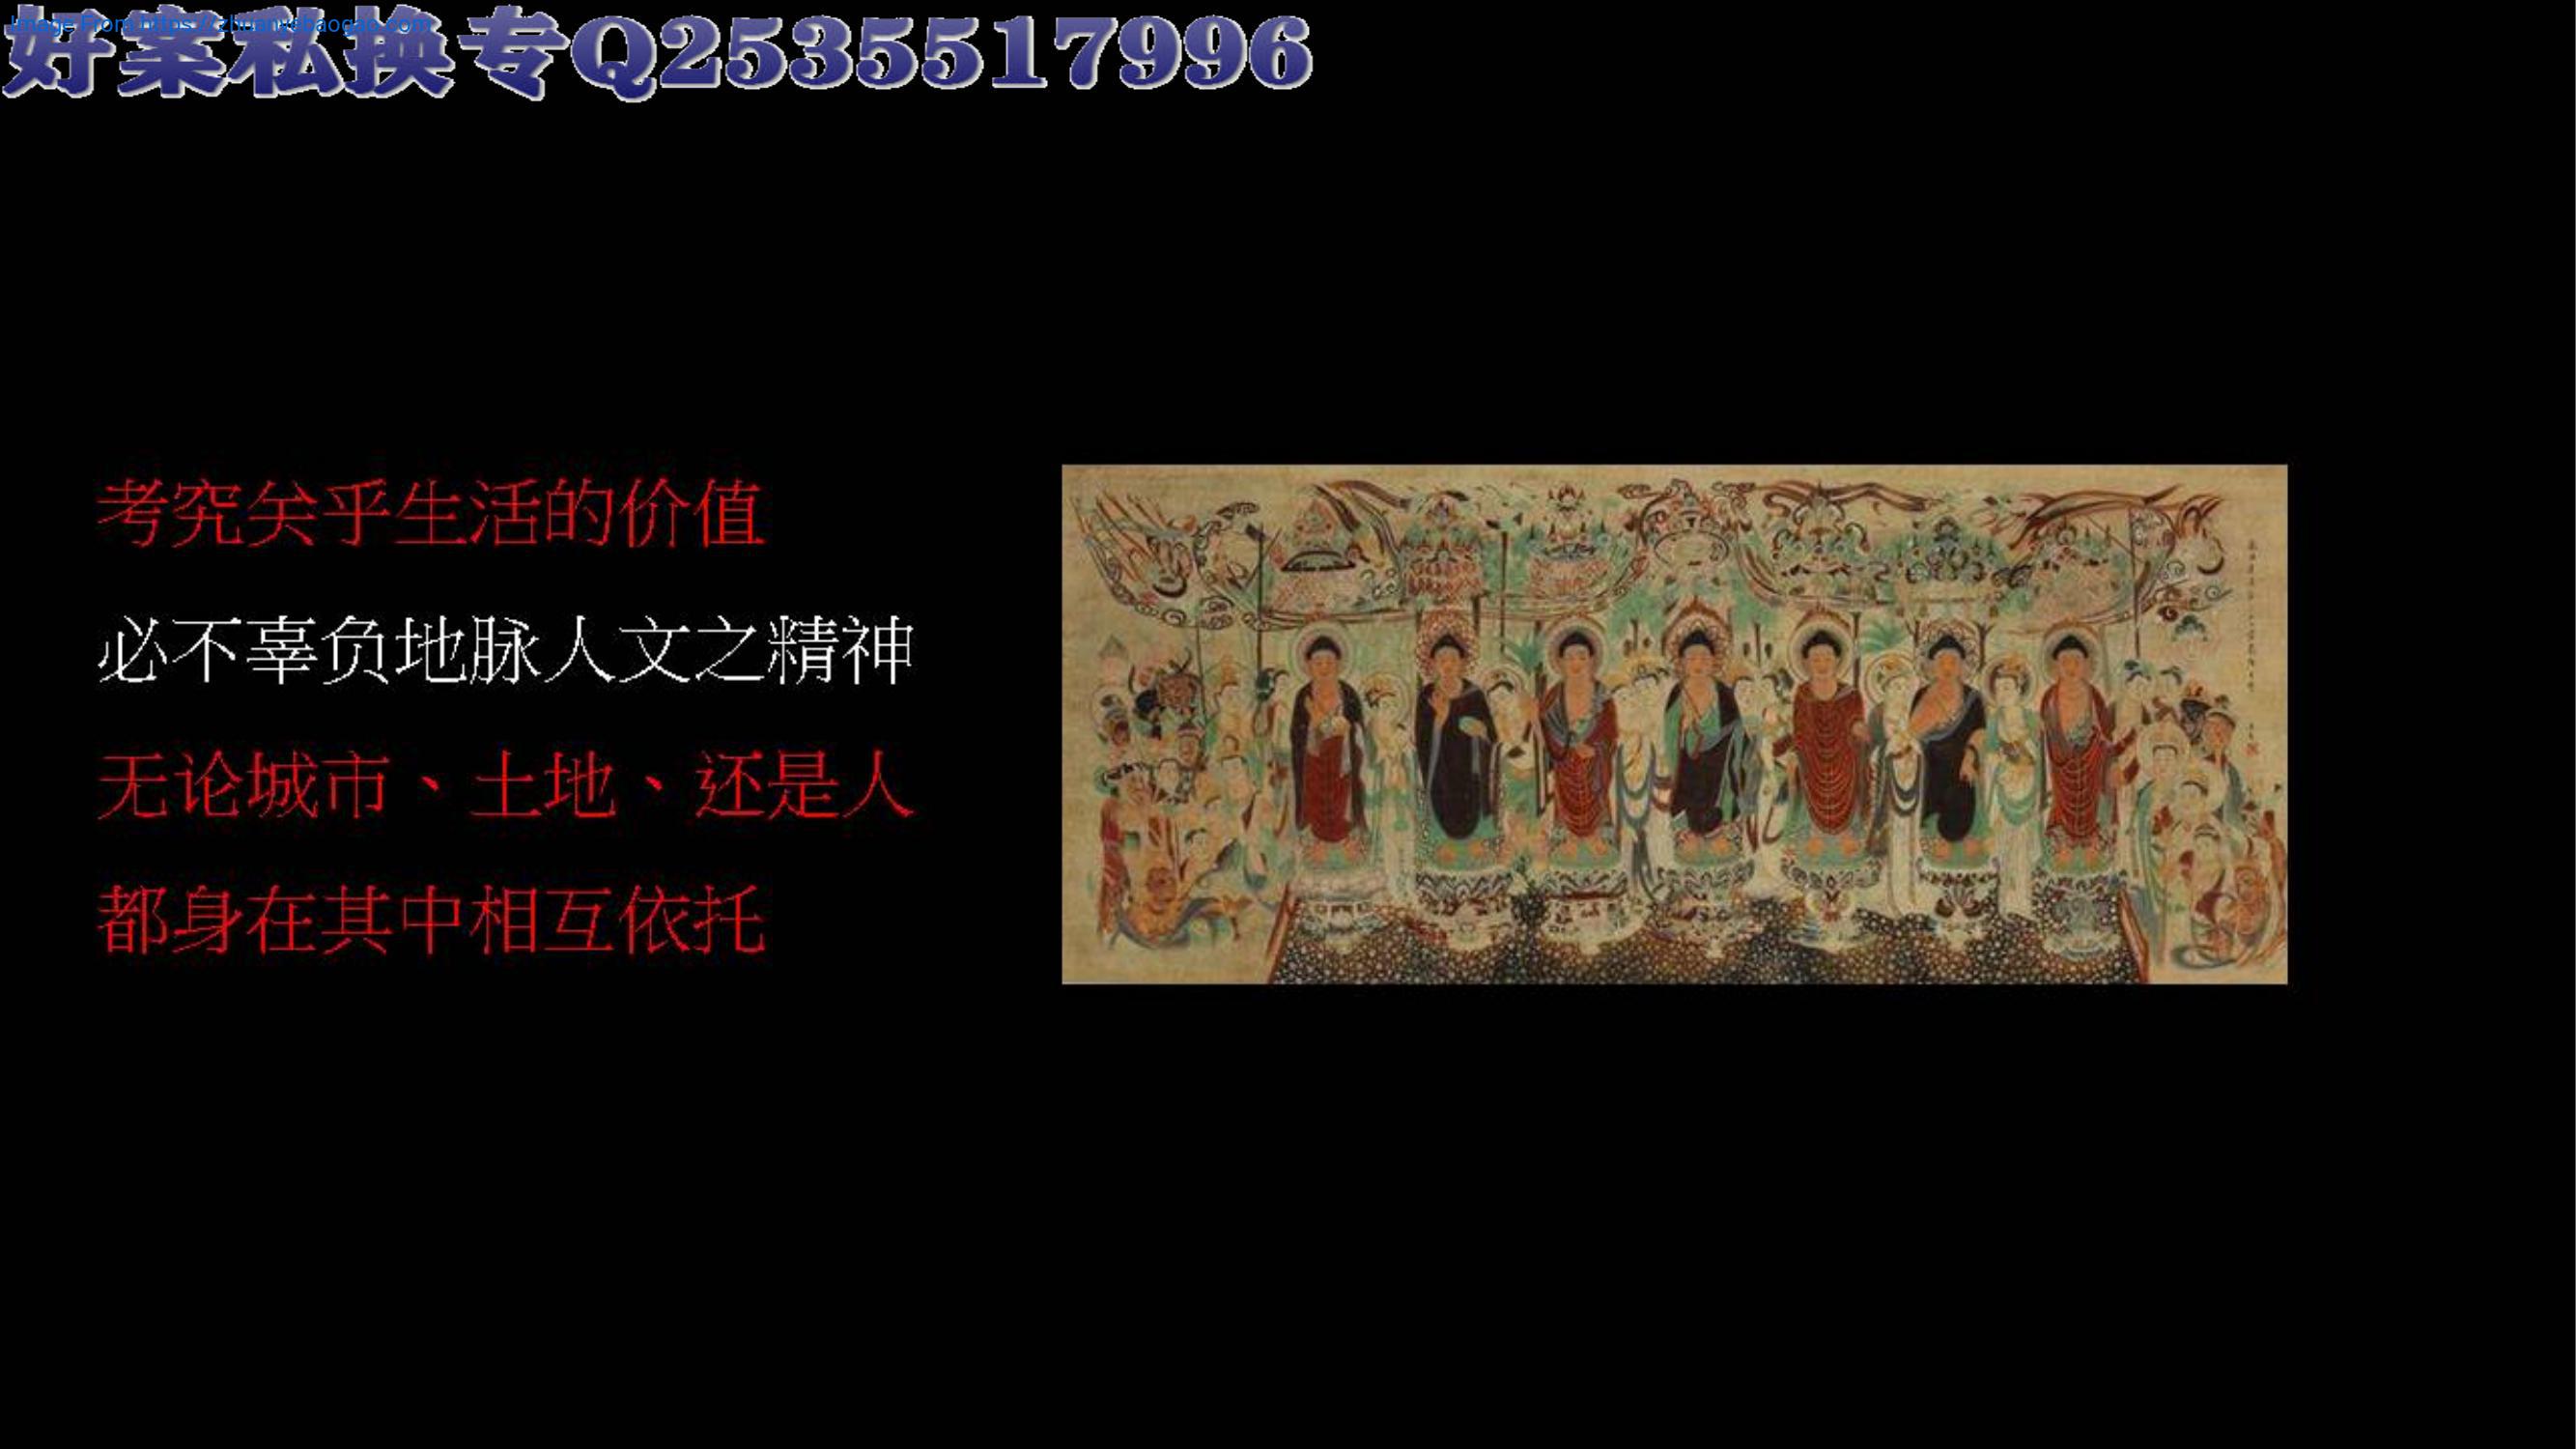 Image From https://zhuanyebaogao.com
好案私换专Q2535517996
考究关乎生活的价值
必不辜负地脉人文之精神
无论城市、土地、还是人
都身在其中相互依托